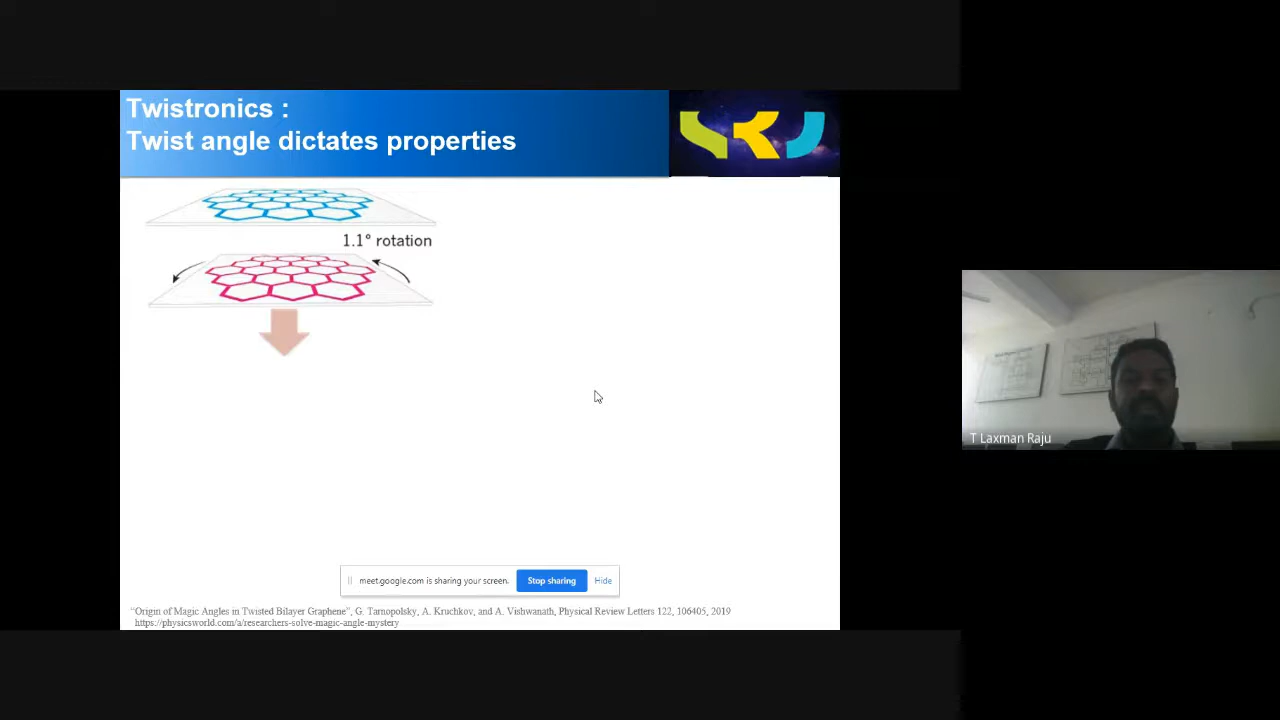 Twistronics :
Twist angle dictates properties
1.1° rotation
T Laxman Raju
meet.google.com is sharing your screen.
Stop sharing
Hide
"Origin of Magic Angles in Twisted Bilayer Graphene", G. Tarnopolsky, A. Kruchkov, and A. Vishwanath, Physical Review Letters 122, 106405, 2019
https://physicsworld.com/a/researchers-solve-magic-angle-mystery